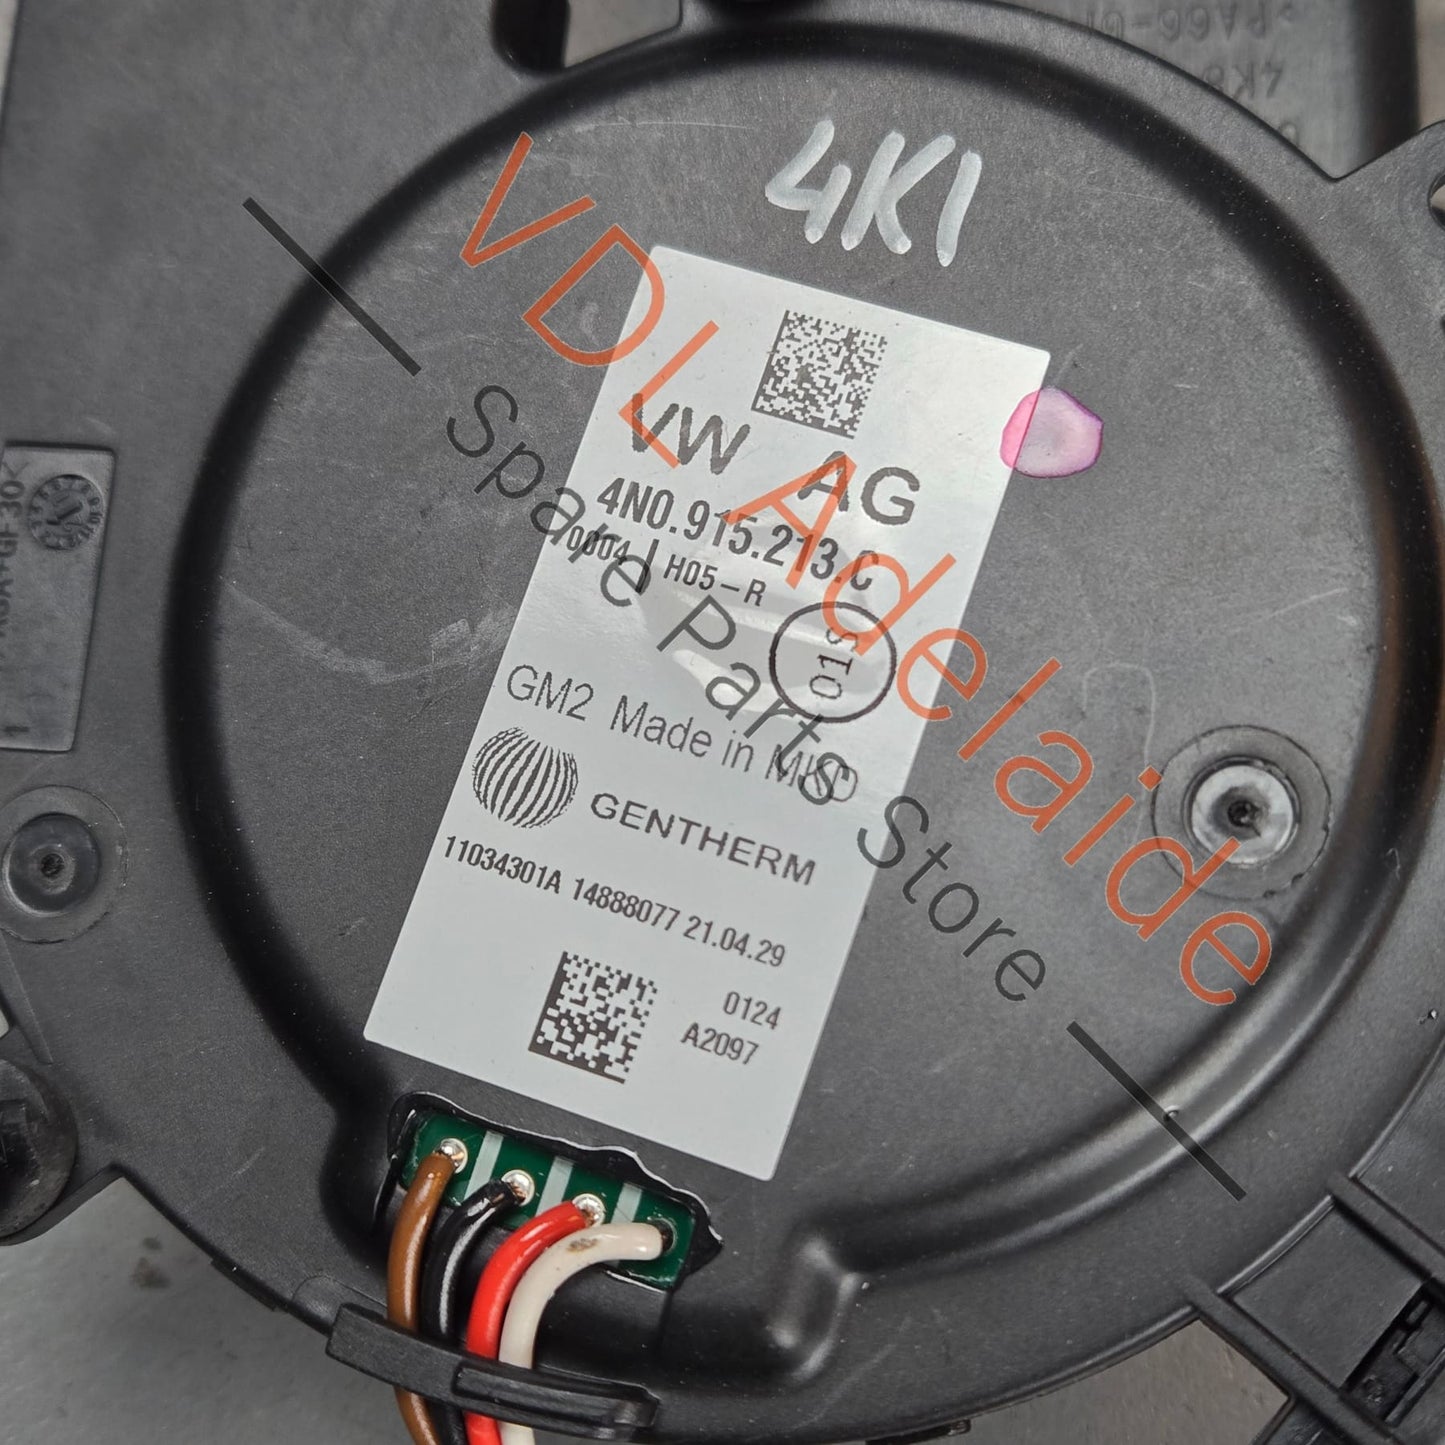 4K1
VW AG
4N0.915.213.C
0004 H05-R
01S
GM2 Made in MKD
GENTHERM
11034301A 14888077 21.04.29
0124
A2097
VDL Adelaide
Spare Parts Store